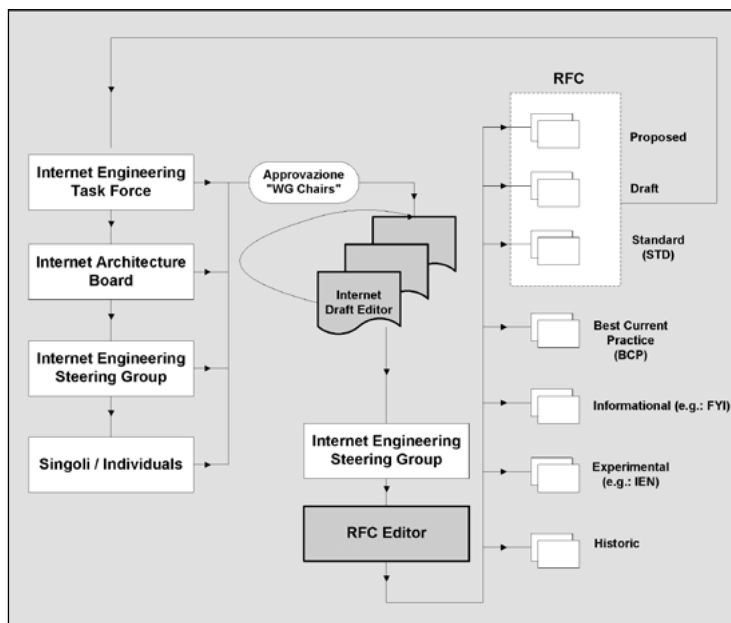 Internet Engineering
Task Force
Internet Architecture
Board
Internet Engineering
Steering Group
Singoli / Individuals
Approvazione
"WG Chairs"
Internet
Draft Editor
Internet Engineering
Steering Group
RFC Editor
RFC
Proposed
Draft
Standard
(STD)
Best Current
Practice
(BCP)
Informational (e.g.: FYI)
Experimental
(e.g.: IEN)
Historic